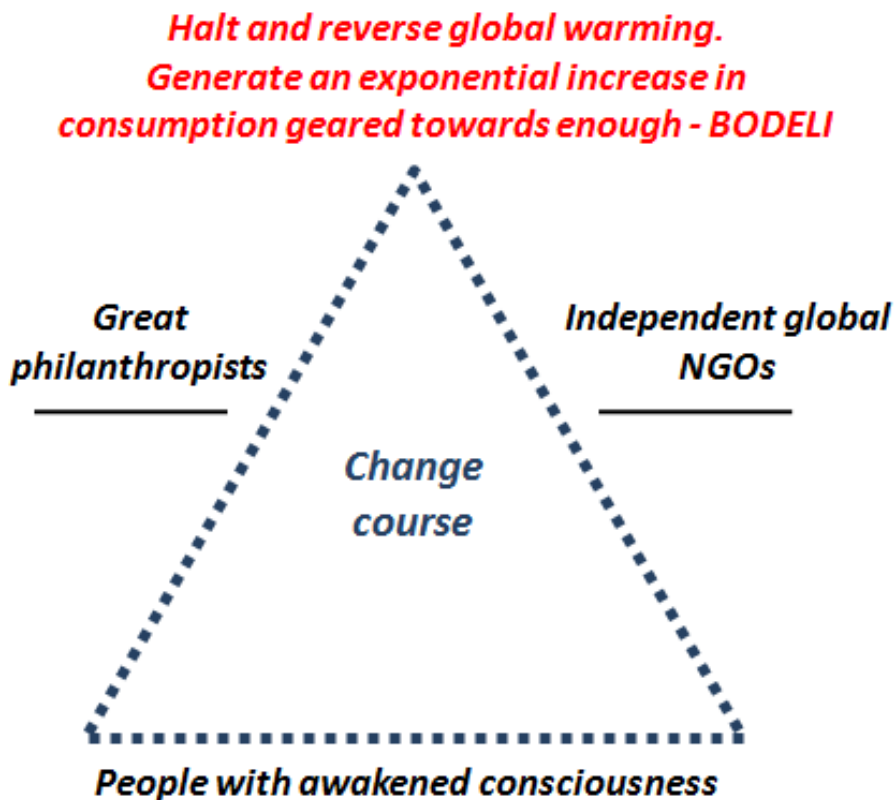 Halt and reverse global warming.
Generate an exponential increase in
consumption geared towards enough - BODELI
Great
philanthropists
Independent global
NGOs
Change
course
People with awakened consciousness